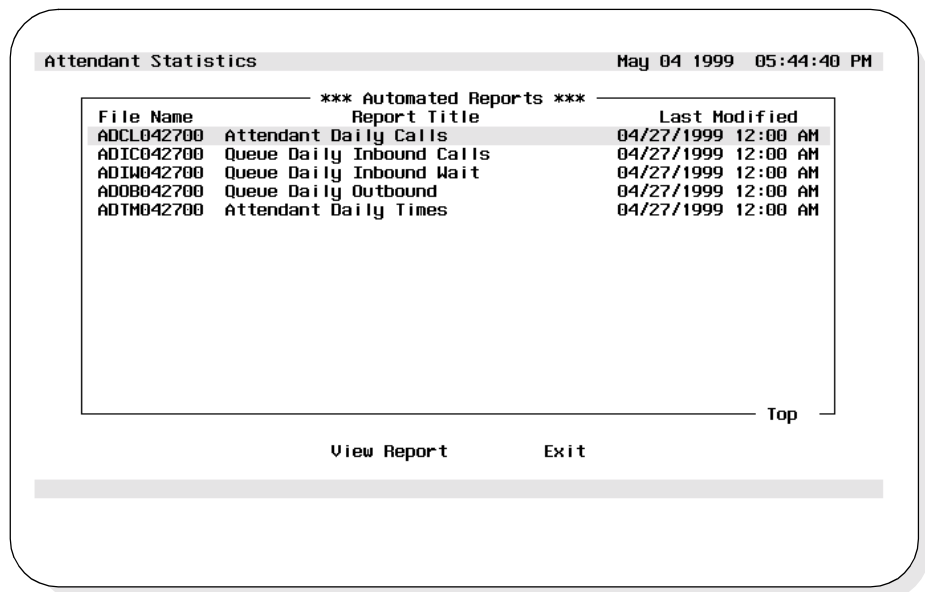 Attendant Statistics May 04 1999 05:44:40 PM
*** Automated Reports ***
File Name Report Title Last Modified
ADCL042700 Attendant Daily Calls 04/27/1999 12:00 AM
ADIC042700 Queue Daily Inbound Calls 04/27/1999 12:00 AM
ADIW042700 Queue Daily Inbound Wait 04/27/1999 12:00 AM
ADOB042700 Queue Daily Outbound 04/27/1999 12:00 AM
ADTM042700 Attendant Daily Times 04/27/1999 12:00 AM
Top
View Report Exit